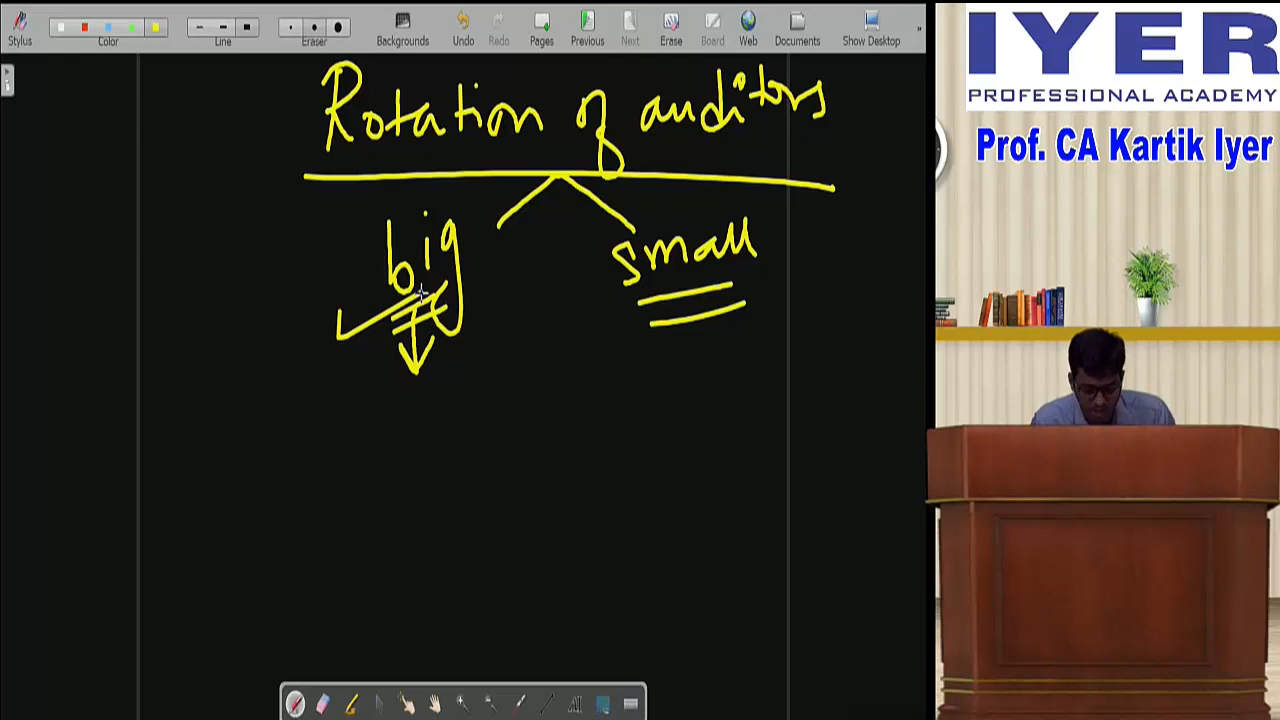 Stylus
Color
Line
Eraser
Backgrounds
Undo
Redo
Pages
Previous
Next
Erase
Board
Web
Documents
Show Desktop
»
IYER
PROFESSIONAL ACADEMY
Prof. CA Kartik Iyer
Rotation of auditors
big
small